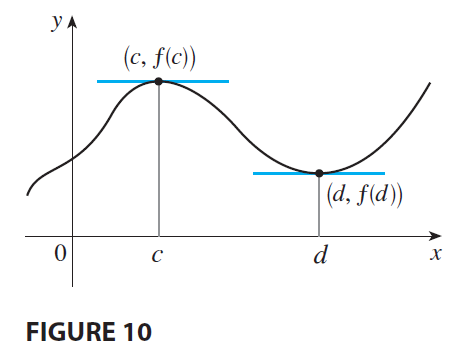 y
(c, f(c))
(d, f(d))
0 c d x
FIGURE 10